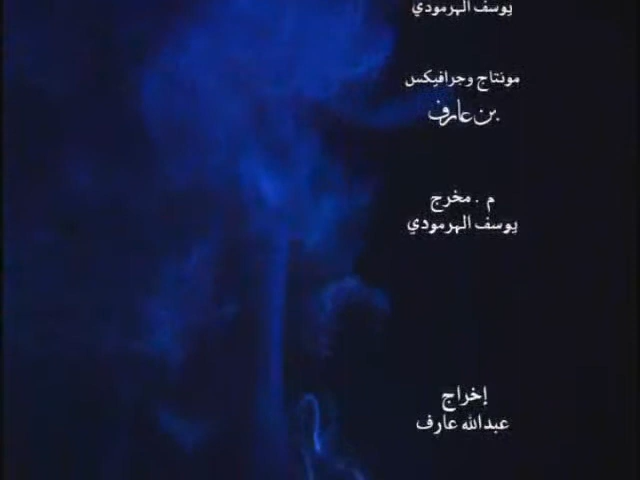 يوسف الهرمودي
مونتاج وجرافيكس
بن عارف
م . مخرج
يوسف الهرمودي
إخراج
عبدالله عارف